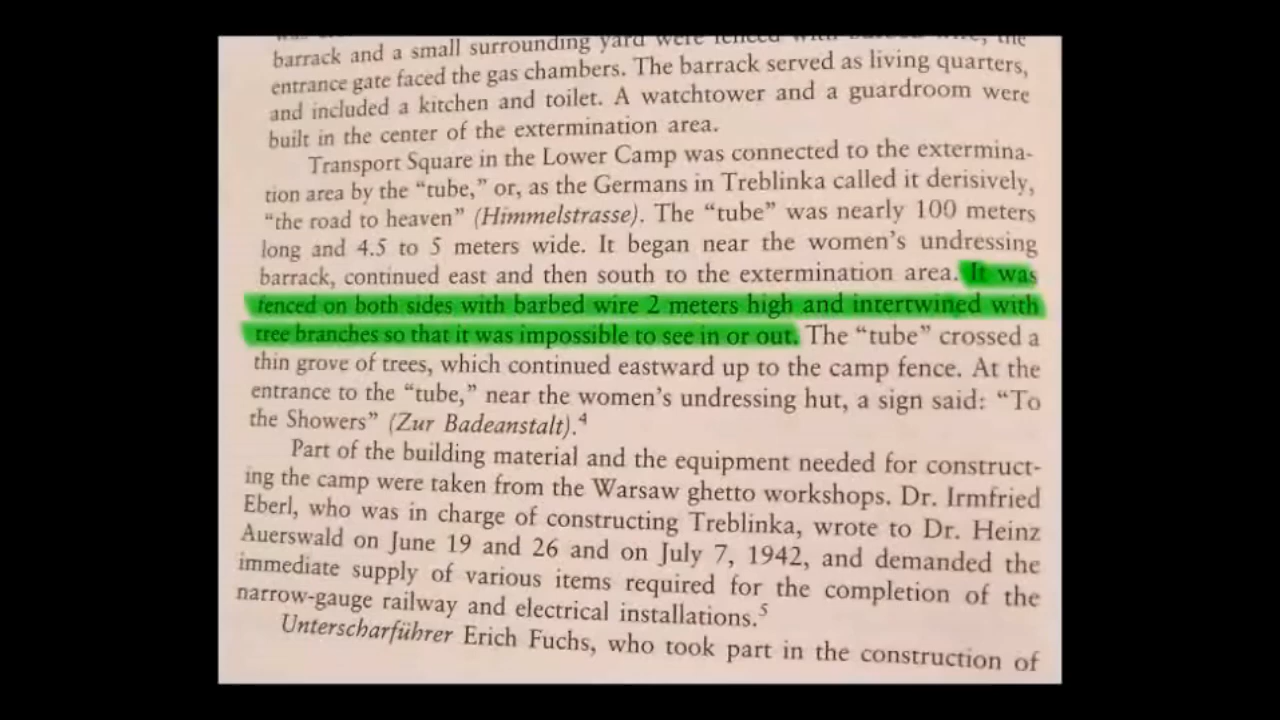 barrack and a small surrounding yard were fenced with barbed wire, the
entrance gate faced the gas chambers. The barrack served as living quarters,
and included a kitchen and toilet. A watchtower and a guardroom were
built in the center of the extermination area.
Transport Square in the Lower Camp was connected to the extermina-
tion area by the “tube,” or, as the Germans in Treblinka called it derisively,
“the road to heaven” (Himmelstrasse). The “tube” was nearly 100 meters
long and 4.5 to 5 meters wide. It began near the women’s undressing
barrack, continued east and then south to the extermination area. It was
fenced on both sides with barbed wire 2 meters high and intertwined with
tree branches so that it was impossible to see in or out. The “tube” crossed a
thin grove of trees, which continued eastward up to the camp fence. At the
entrance to the “tube,” near the women’s undressing hut, a sign said: “To
the Showers” (Zur Badeanstalt).⁴
Part of the building material and the equipment needed for construct-
ing the camp were taken from the Warsaw ghetto workshops. Dr. Irmfried
Eberl, who was in charge of constructing Treblinka, wrote to Dr. Heinz
Auerswald on June 19 and 26 and on July 7, 1942, and demanded the
immediate supply of various items required for the completion of the
narrow-gauge railway and electrical installations.⁵
Unterscharführer Erich Fuchs, who took part in the construction of